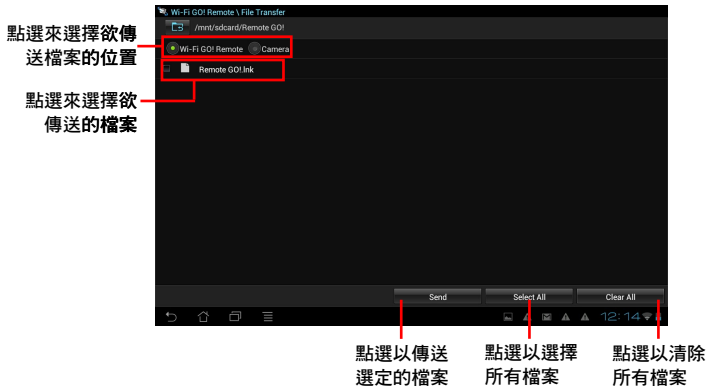 Wi-Fi GO! Remote \ File Transfer
/mnt/sdcard/Remote GO!
點選來選擇欲傳
送檔案的位置
Wi-Fi GO! Remote Camera
Remote GO!.lnk
點選來選擇欲
傳送的檔案
Send Select All Clear All
12:14
點選以傳送
選定的檔案
點選以選擇
所有檔案
點選以清除
所有檔案